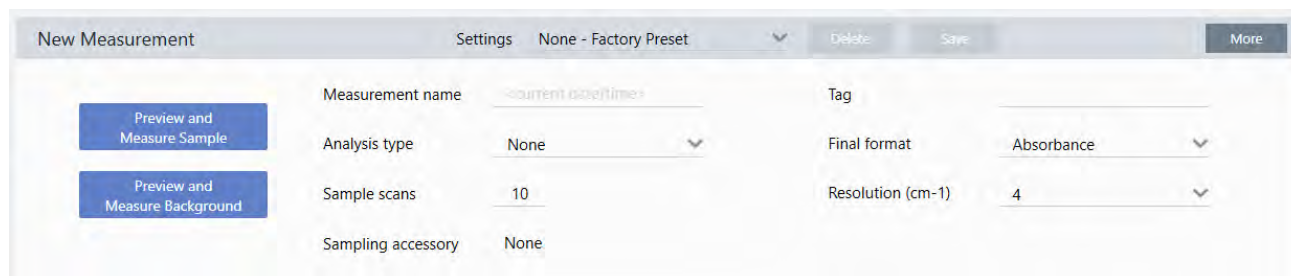 New Measurement Settings None - Factory Preset Delete Save More
Measurement name <current date/time> Tag
Preview and
Measure Sample
Analysis type None Final format Absorbance
Preview and
Measure Background
Sample scans 10 Resolution (cm-1) 4
Sampling accessory None